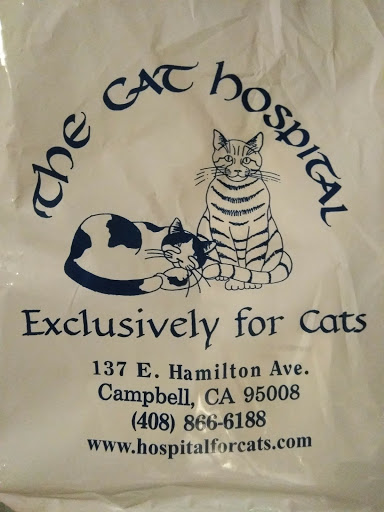 The Cat Hospital
Exclusively for Cats
137 E. Hamilton Ave.
Campbell, CA 95008
(408) 866-6188
www.hospitalforcats.com